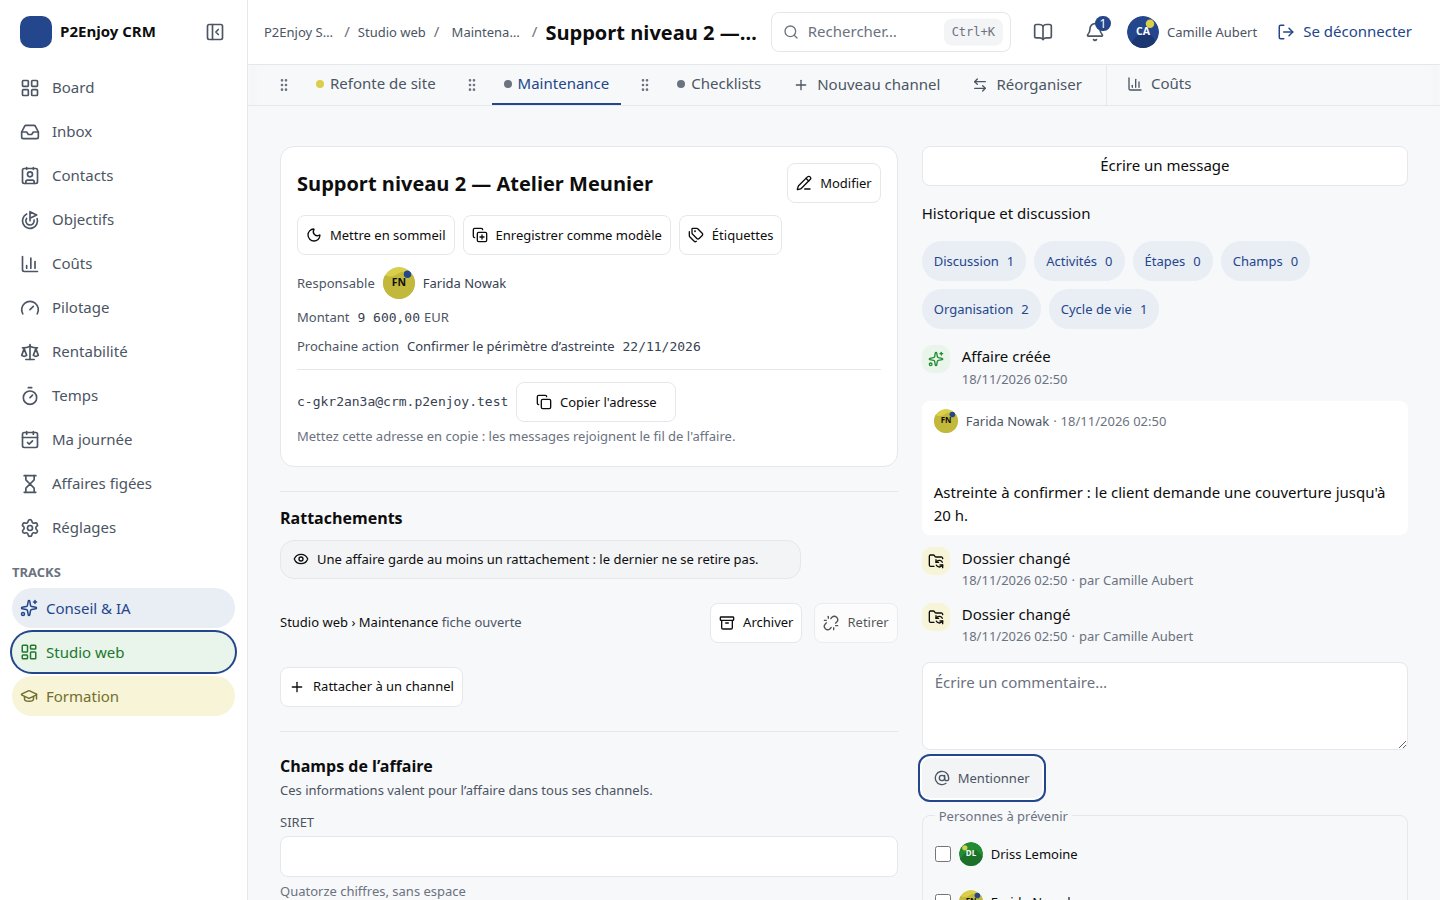 P2Enjoy CRM
Board
Inbox
Contacts
Objectifs
Coûts
Pilotage
Rentabilité
Temps
Ma journée
Affaires figées
Réglages
TRACKS
Conseil & IA
Studio web
Formation
P2Enjoy S... / Studio web / Maintena... / Support niveau 2 —...
Rechercher... Ctrl+K
1
CA Camille Aubert
Se déconnecter
Refonte de site
Maintenance
Checklists
Nouveau channel
Réorganiser
Coûts
Support niveau 2 — Atelier Meunier
Modifier
Mettre en sommeil
Enregistrer comme modèle
Étiquettes
Responsable FN Farida Nowak
Montant 9 600,00 EUR
Prochaine action Confirmer le périmètre d’astreinte 22/11/2026
c-gkr2an3a@crm.p2enjoy.test Copier l'adresse
Mettez cette adresse en copie : les messages rejoignent le fil de l'affaire.
Rattachements
Une affaire garde au moins un rattachement : le dernier ne se retire pas.
Studio web › Maintenance fiche ouverte
Archiver
Retirer
Rattacher à un channel
Champs de l’affaire
Ces informations valent pour l’affaire dans tous ses channels.
SIRET
Quatorze chiffres, sans espace
Écrire un message
Historique et discussion
Discussion 1
Activités 0
Étapes 0
Champs 0
Organisation 2
Cycle de vie 1
Affaire créée
18/11/2026 02:50
FN Farida Nowak · 18/11/2026 02:50
Astreinte à confirmer : le client demande une couverture jusqu'à
20 h.
Dossier changé
18/11/2026 02:50 · par Camille Aubert
Dossier changé
18/11/2026 02:50 · par Camille Aubert
Écrire un commentaire...
Mentionner
Personnes à prévenir
DL Driss Lemoine